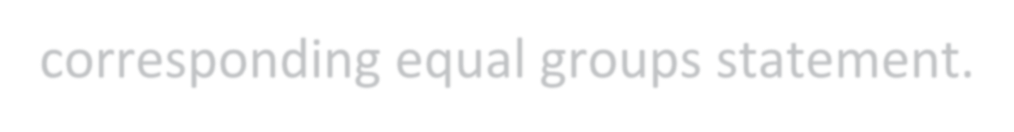 corresponding equal groups statement.